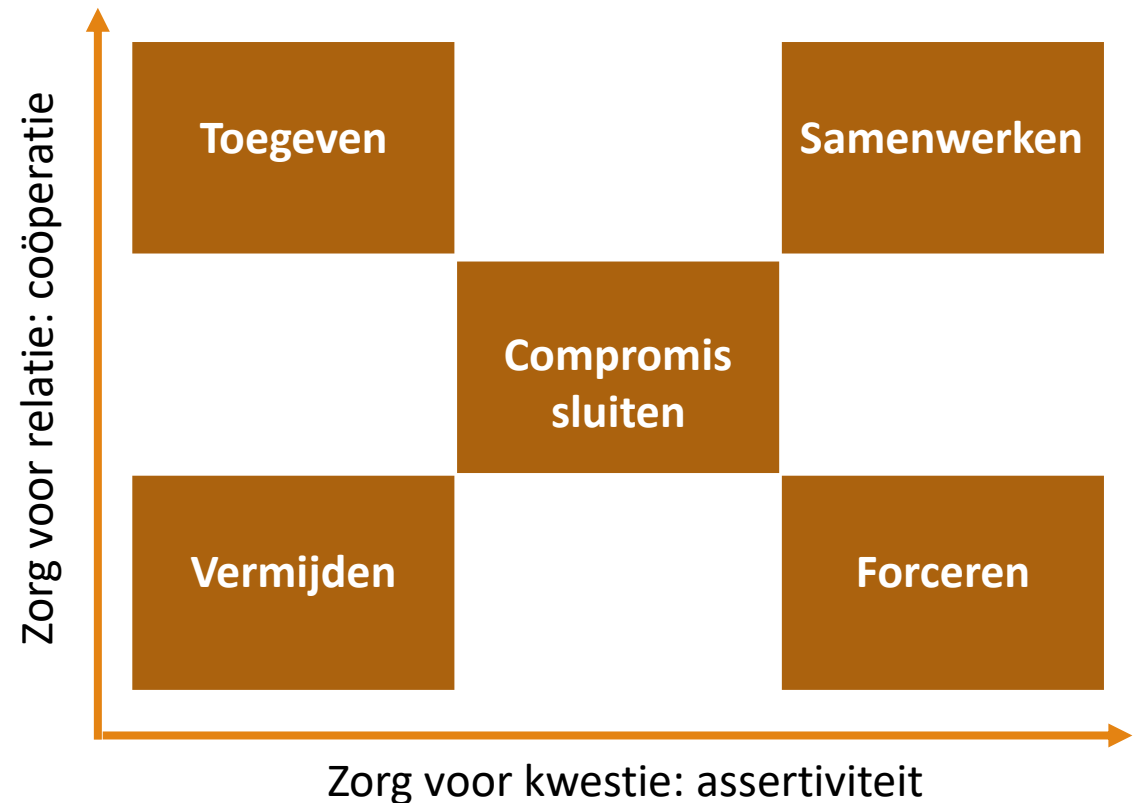 Zorg voor relatie: coöperatie
Toegeven
Samenwerken
Compromis
sluiten
Vermijden
Forceren
Zorg voor kwestie: assertiviteit